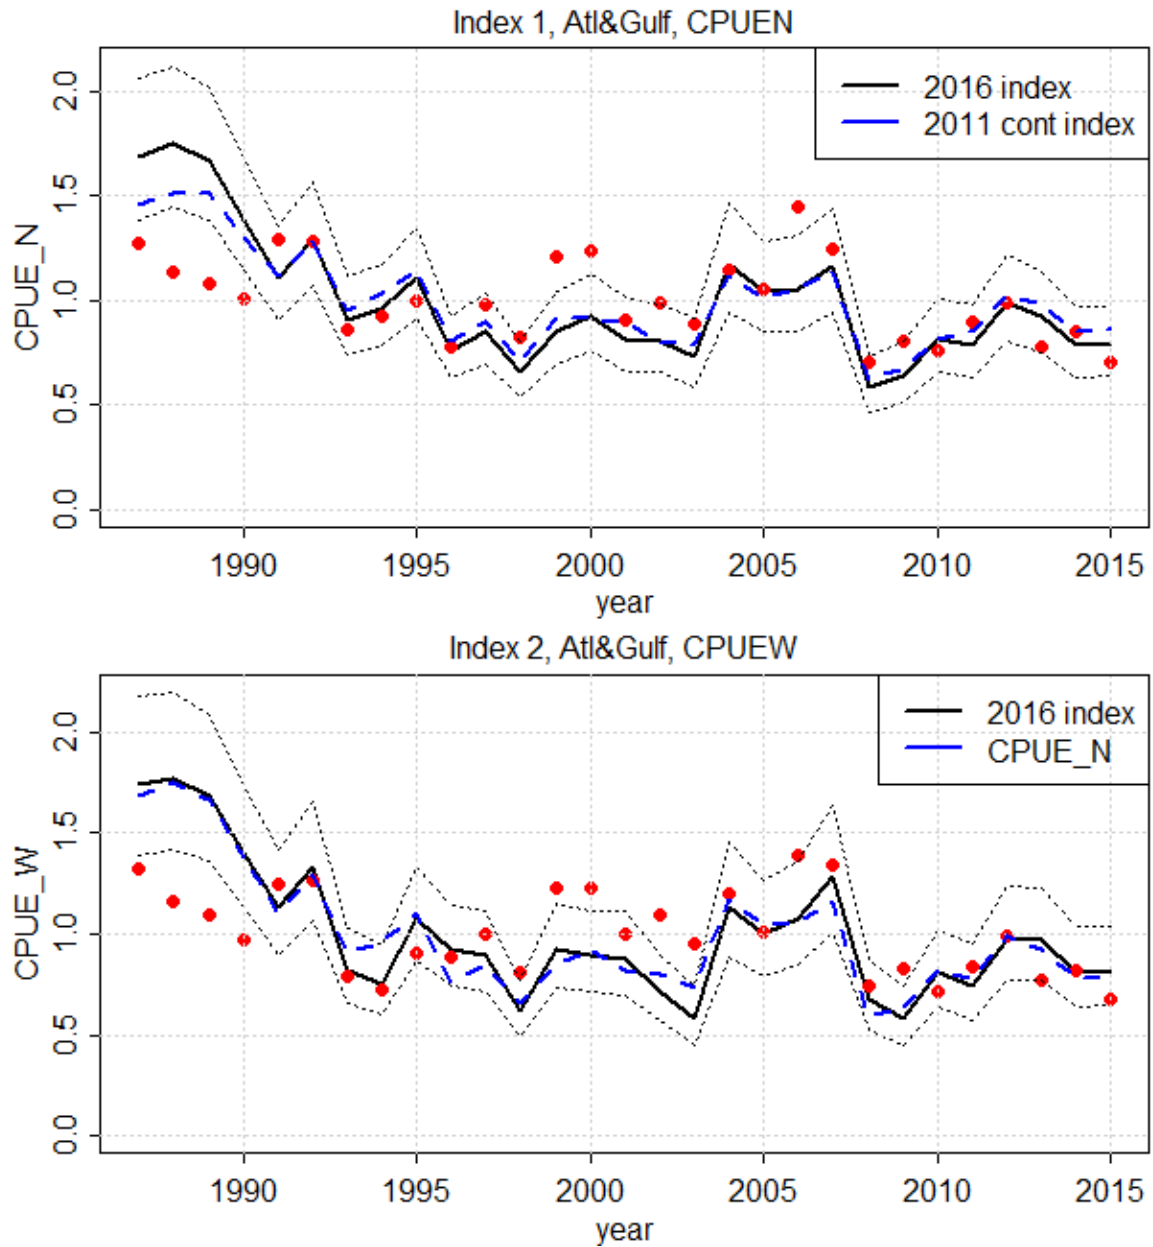 Index 1, Atl&Gulf, CPUEN
2016 index
2011 cont index
CPUE_N
2.0
1.5
1.0
0.5
0.0
1990 1995 2000 2005 2010 2015
year
Index 2, Atl&Gulf, CPUEW
2016 index
CPUE_N
CPUE_W
2.0
1.5
1.0
0.5
0.0
1990 1995 2000 2005 2010 2015
year